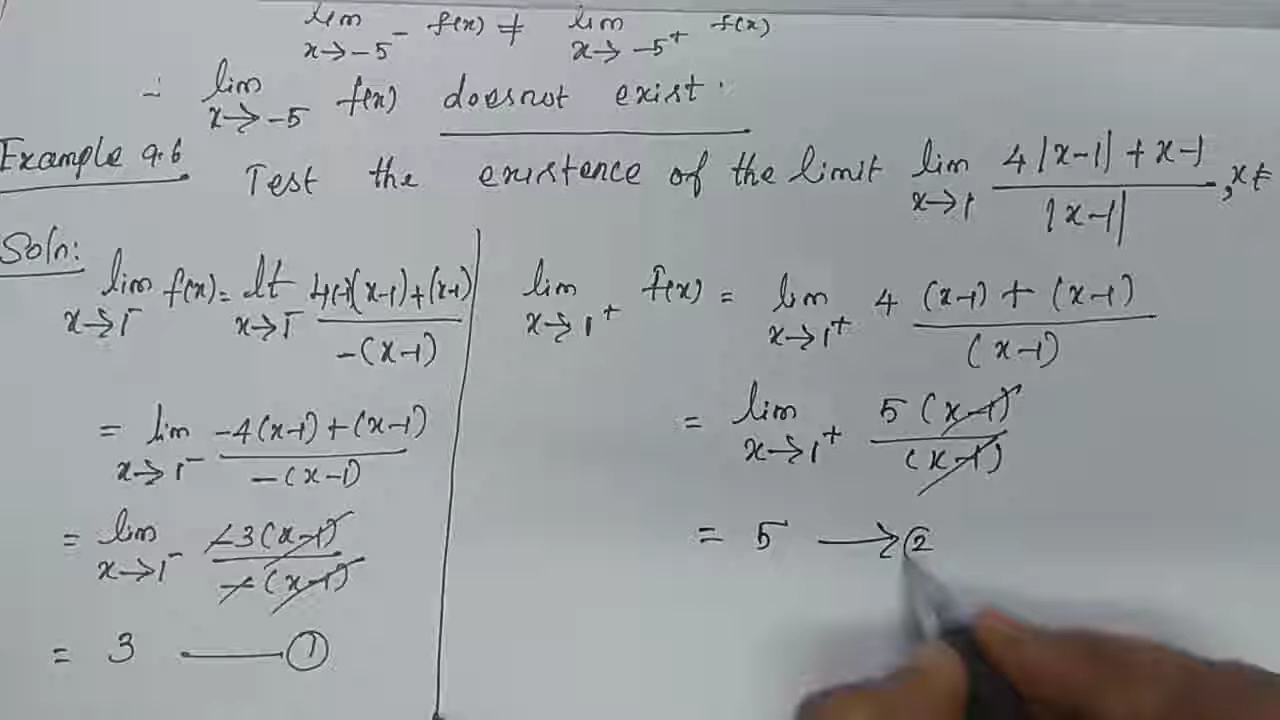 lim x→-5⁻ f(x) ≠ lim x→-5⁺ f(x)
∴ lim x→-5 f(x) doesnot exist.
Example 9.6 Test the existence of the limit lim x→1 (4|x-1| + x-1)/|x-1|, x≠
Soln:
lim x→1⁻ f(x) = lt x→1⁻ (4(-)(x-1)+(x-1))/(-(x-1))
= lim x→1⁻ (-4(x-1)+(x-1))/(-(x-1))
= lim x→1⁻ (-3(x-1))/(-(x-1))
= 3 —— ①
lim x→1⁺ f(x) = lim x→1⁺ 4 ((x-1) + (x-1))/((x-1))
= lim x→1⁺ (5(x-1))/((x-1))
= 5 → ②